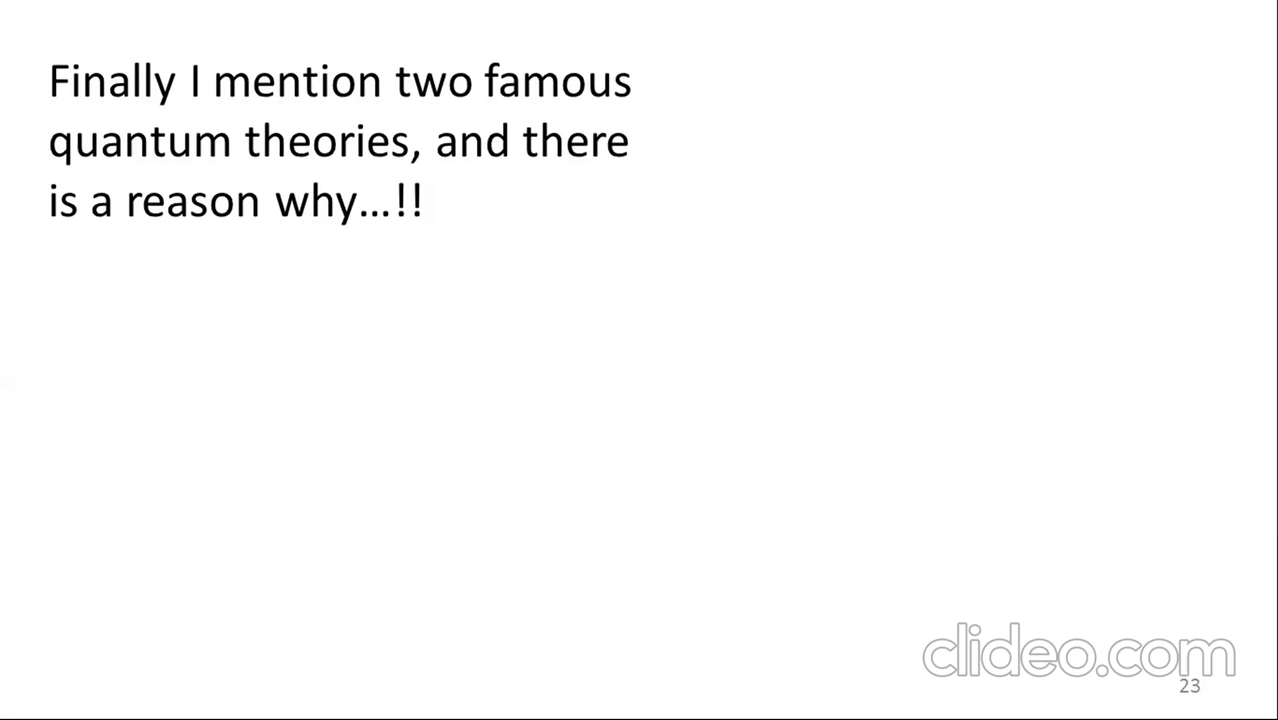 Finally I mention two famous
quantum theories, and there
is a reason why...!!
clideo.com
23